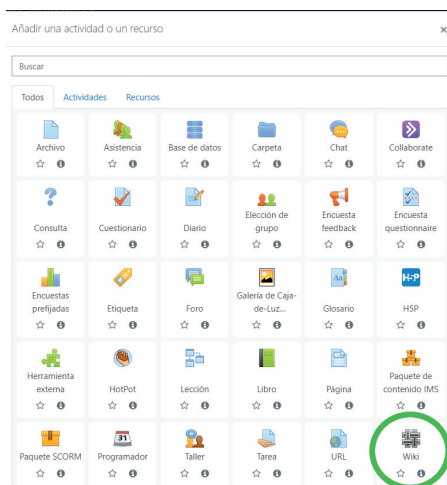 Añadir una actividad o un recurso
×
Buscar
Todos Actividades Recursos
Archivo Asistencia Base de datos Carpeta Chat Collaborate
Consulta Cuestionario Diario Elección de grupo Encuesta feedback Encuesta questionnaire
Encuestas prefijadas Etiqueta Foro Galería de Caja-de-Luz... Glosario H5P
Herramienta externa HotPot Lección Libro Página Paquete de contenido IMS
31
Paquete SCORM Programador Taller Tarea URL Wiki